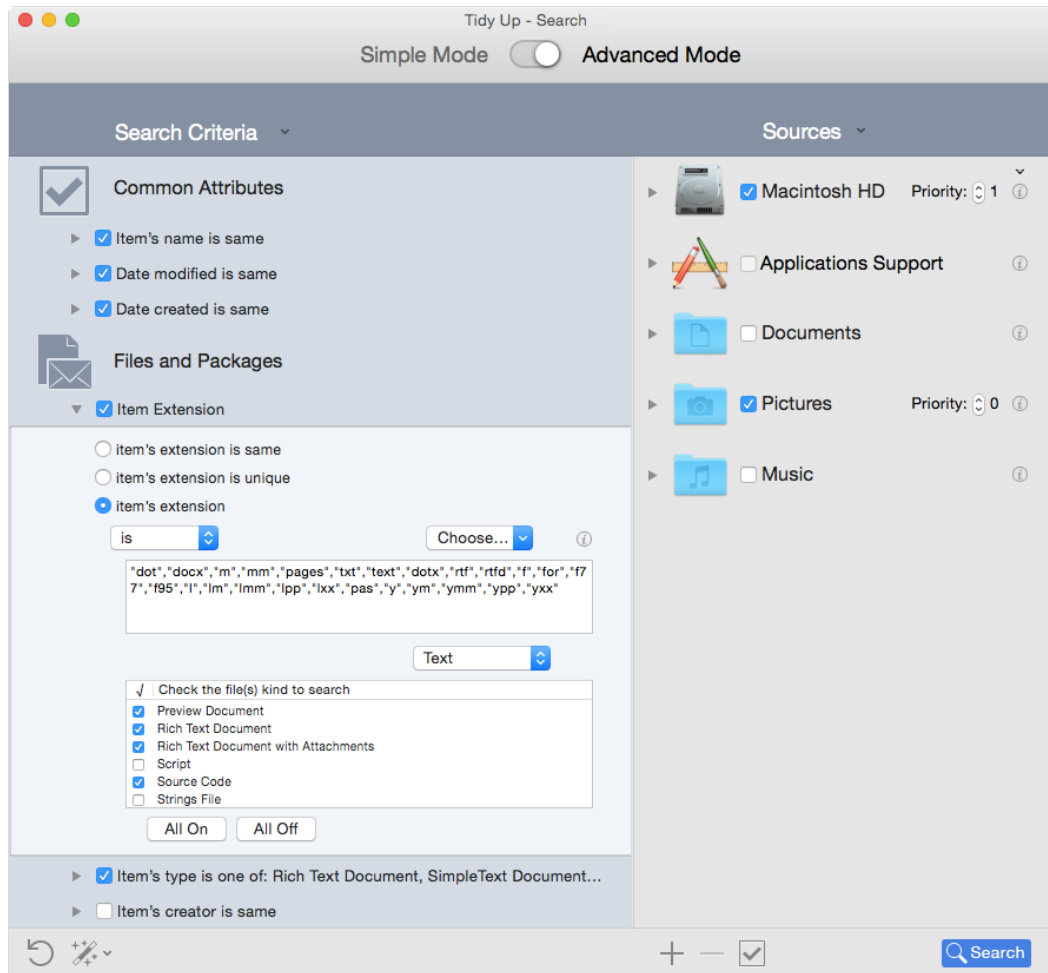 Tidy Up - Search
Simple Mode Advanced Mode
Search Criteria
Sources
Common Attributes
Item's name is same
Date modified is same
Date created is same
Files and Packages
Item Extension
item's extension is same
item's extension is unique
item's extension
is Choose...
"dot","docx","m","mm","pages","txt","text","dotx","rtf","rtfd","f","for","f7
7","f95","l","lm","lmm","lpp","lxx","pas","y","ym","ymm","ypp","yxx"
Text
√ Check the file(s) kind to search
Preview Document
Rich Text Document
Rich Text Document with Attachments
Script
Source Code
Strings File
All On All Off
Item's type is one of: Rich Text Document, SimpleText Document...
Item's creator is same
Macintosh HD Priority: 1
Applications Support
Documents
Pictures Priority: 0
Music
Search